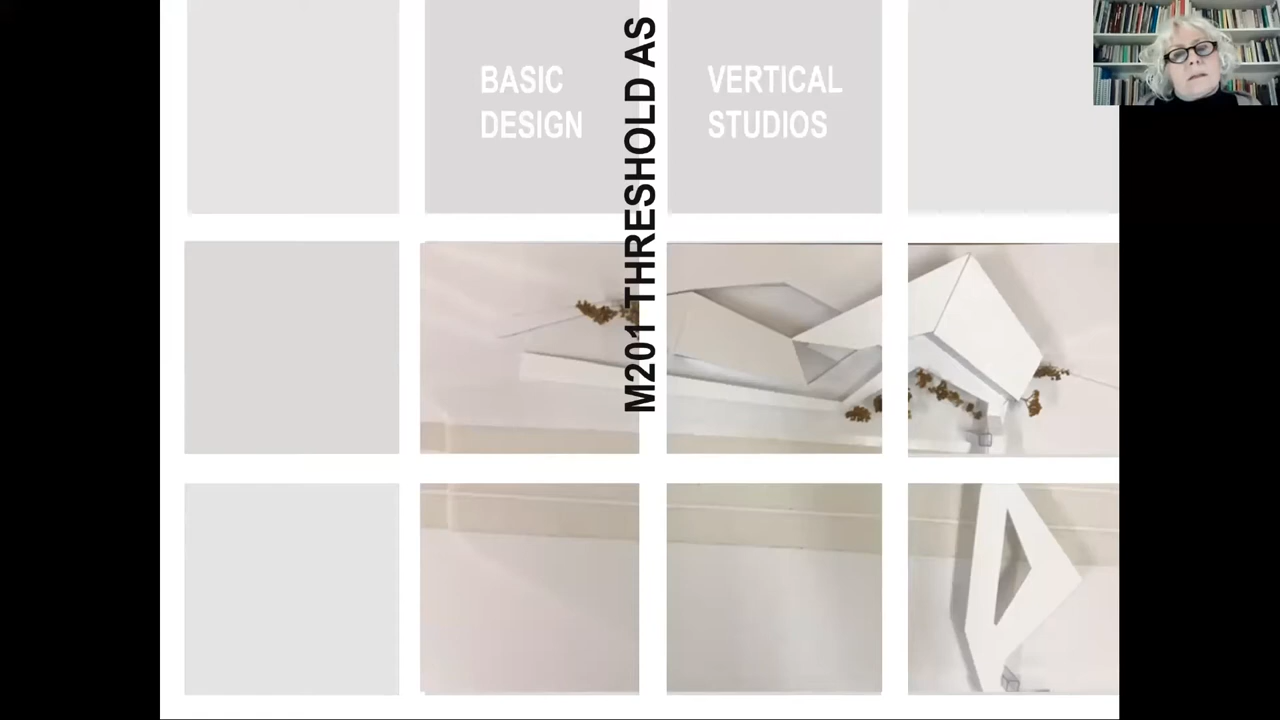 BASIC
DESIGN
M201 THRESHOLD AS
VERTICAL
STUDIOS